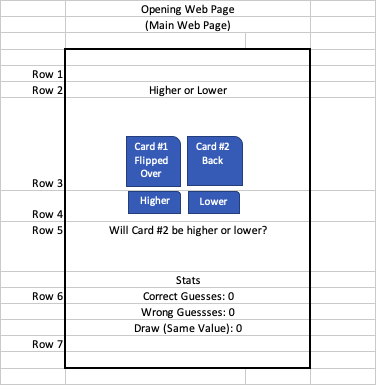 Opening Web Page
(Main Web Page)
Row 1
Row 2 Higher or Lower
Card #1 Flipped Over
Card #2 Back
Row 3
Higher Lower
Row 4
Row 5 Will Card #2 be higher or lower?
Stats
Row 6 Correct Guesses: 0
Wrong Guessses: 0
Draw (Same Value): 0
Row 7